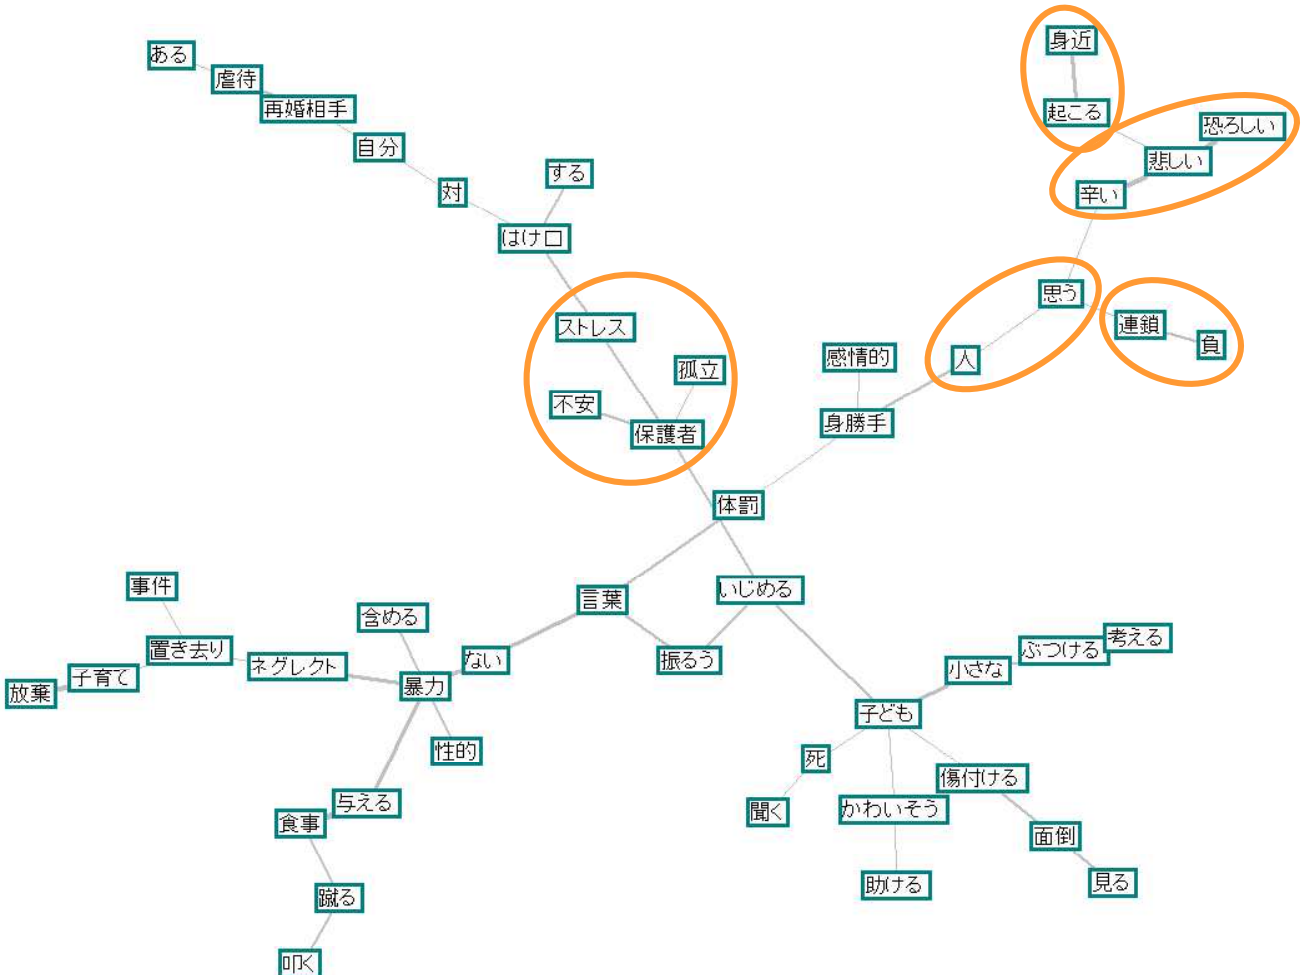 身近
ある
虐待
再婚相手
起こる
恐ろしい
自分
悲しい
する
対
辛い
はけ口
思う
ストレス
連鎖
負
感情的
人
孤立
不安
身勝手
保護者
体罰
事件
いじめる
言葉
含める
考える
置き去り
ぶつける
ない
振るう
ネグレクト
小さな
子育て
暴力
放棄
子ども
性的
死
傷付ける
与える
かわいそう
聞く
食事
面倒
見る
助ける
蹴る
叩く